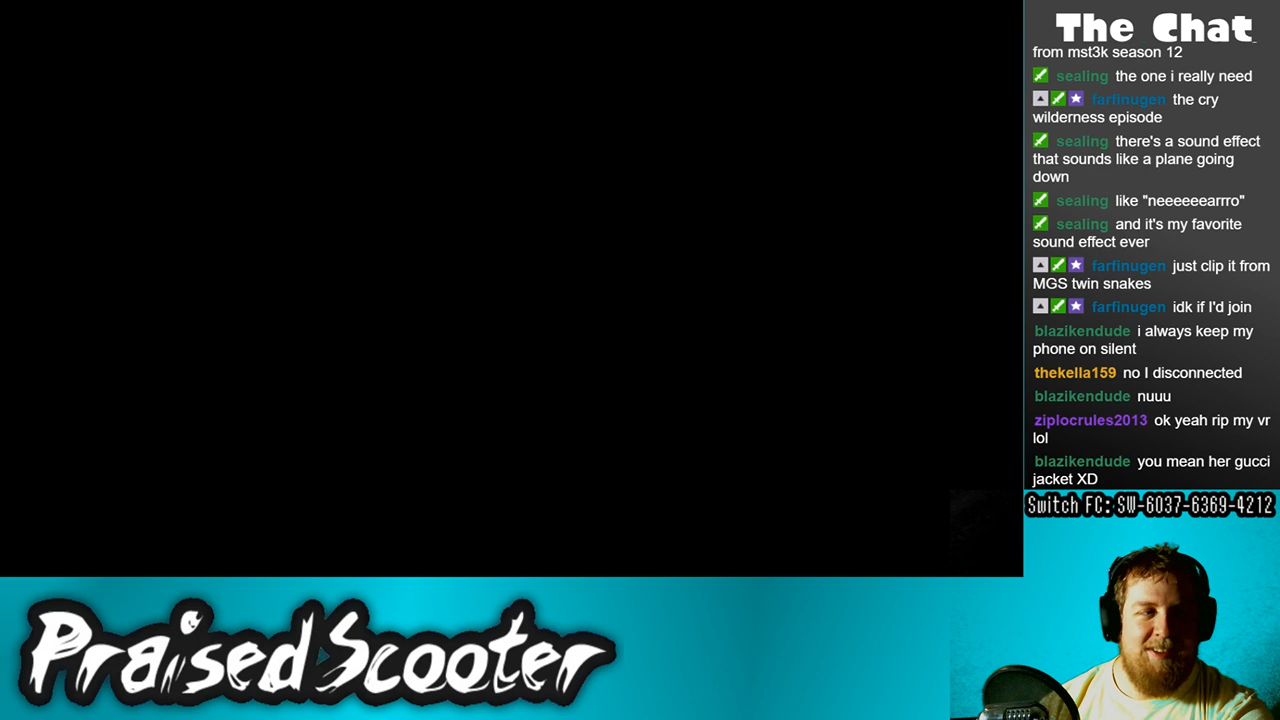 The Chat
from mst3k season 12
sealing the one i really need
farfinugen the cry
wilderness episode
sealing there's a sound effect
that sounds like a plane going
down
sealing like "neeeeeearrro"
sealing and it's my favorite
sound effect ever
farfinugen just clip it from
MGS twin snakes
farfinugen idk if I'd join
blazikendude i always keep my
phone on silent
thekella159 no I disconnected
blazikendude nuuu
ziplocrules2013 ok yeah rip my vr
lol
blazikendude you mean her gucci
jacket XD
Switch FC: SW-6037-6369-4212
PraisedScooter